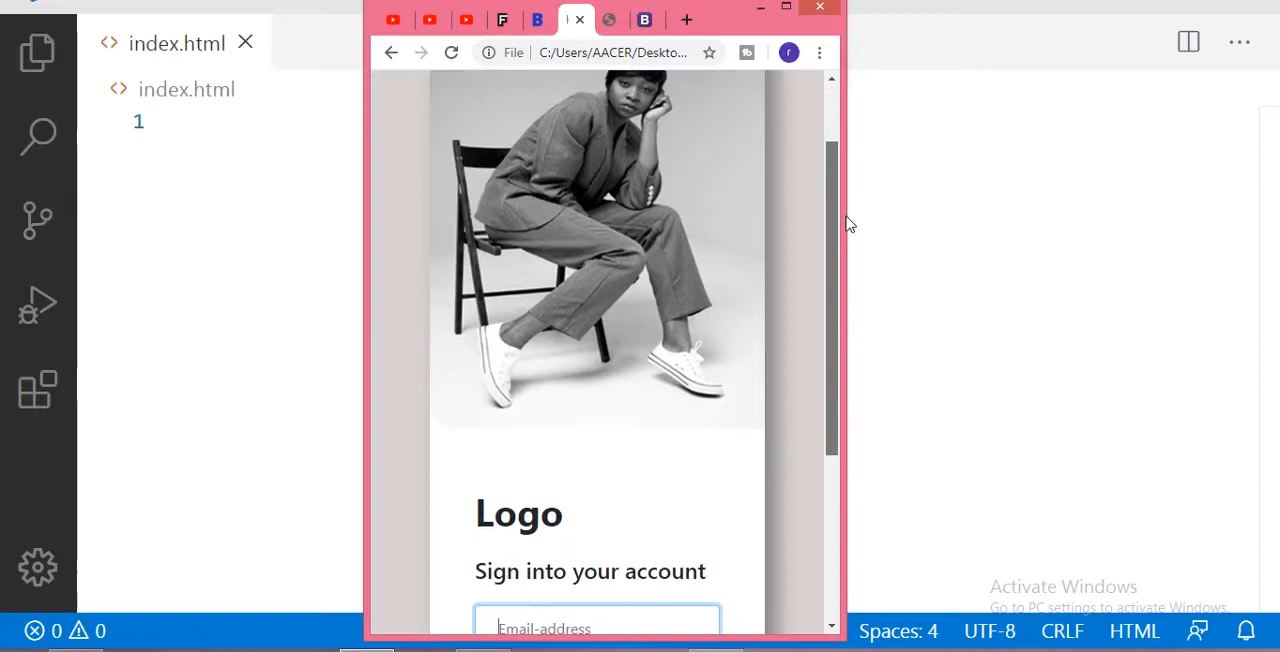 index.html
File C:/Users/AACER/Deskto...
r
index.html
1
Logo
Sign into your account
Email-address
Activate Windows
Go to PC settings to activate Windows.
0 0
Spaces: 4 UTF-8 CRLF HTML